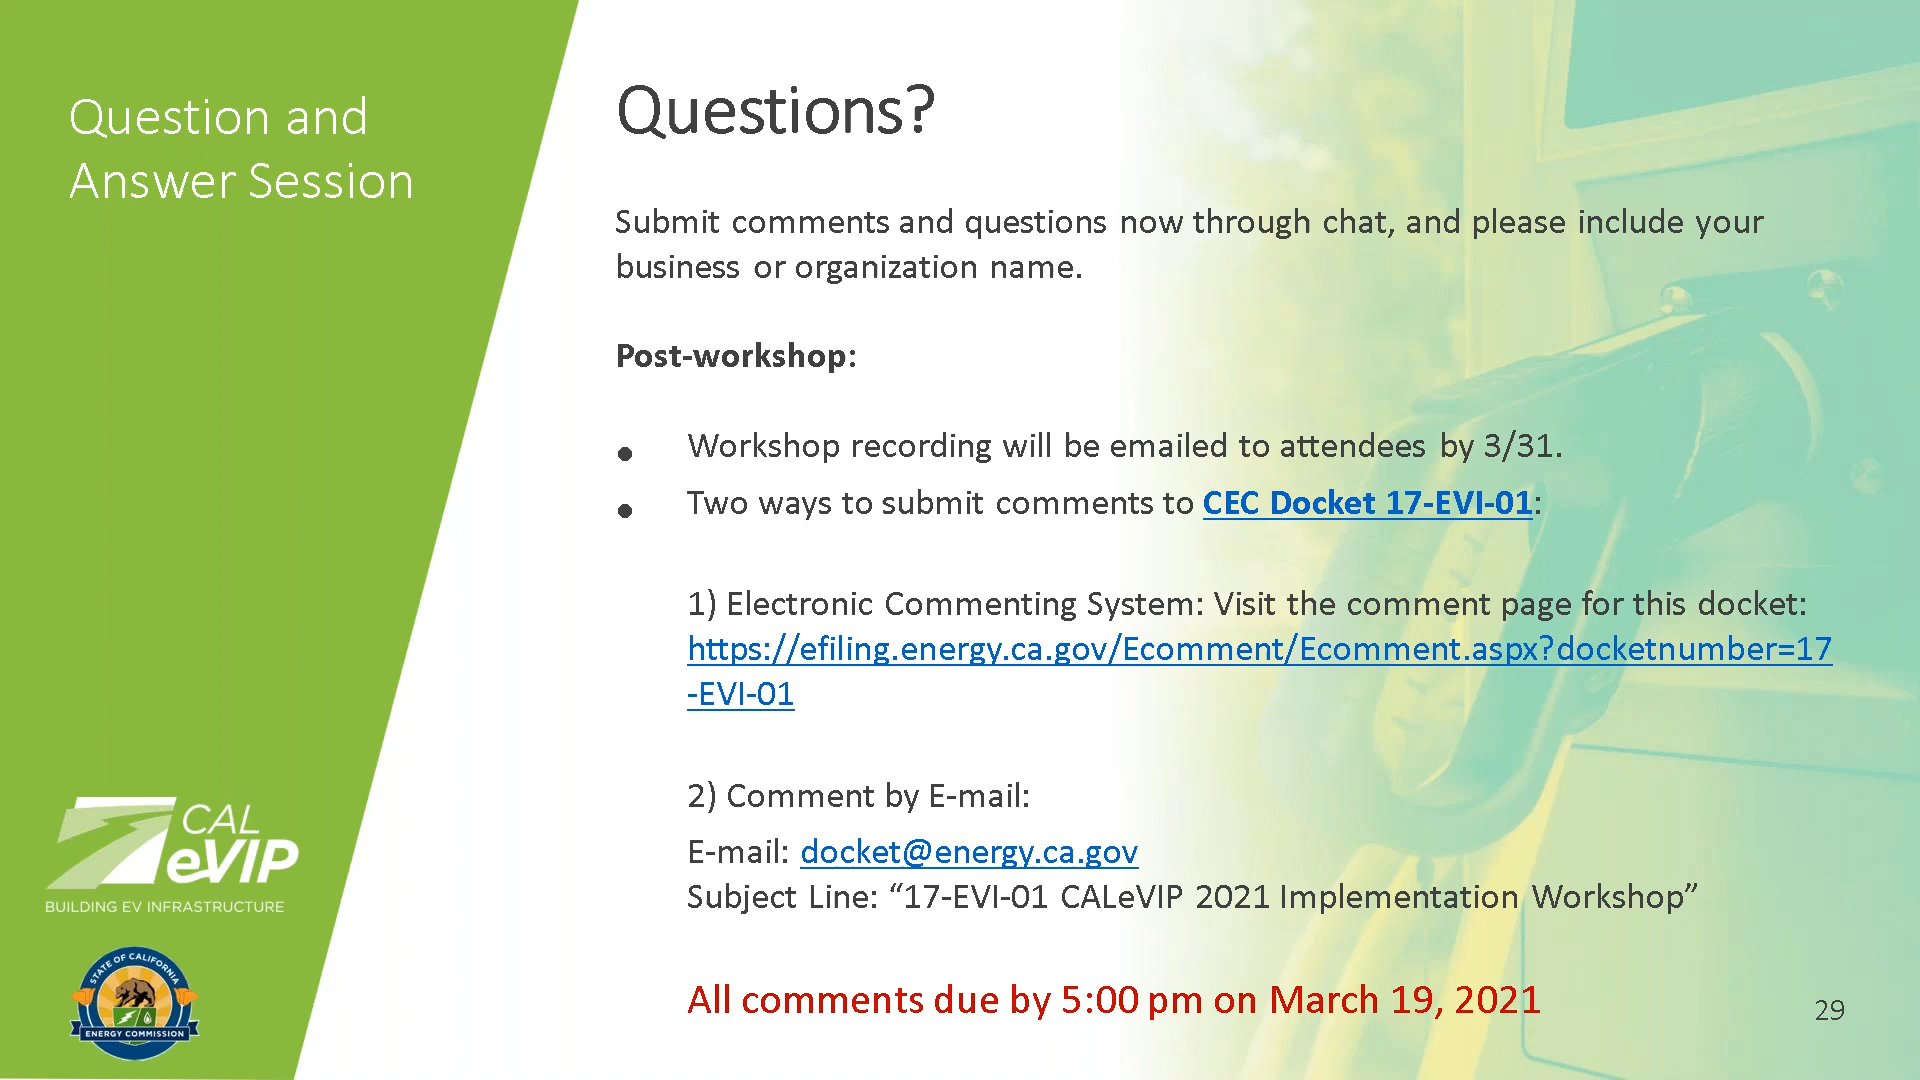 Question and
Answer Session
Questions?
Submit comments and questions now through chat, and please include your
business or organization name.
Post-workshop:
• Workshop recording will be emailed to attendees by 3/31.
• Two ways to submit comments to CEC Docket 17-EVI-01:
1) Electronic Commenting System: Visit the comment page for this docket:
https://efiling.energy.ca.gov/Ecomment/Ecomment.aspx?docketnumber=17
-EVI-01
2) Comment by E-mail:
E-mail: docket@energy.ca.gov
Subject Line: “17-EVI-01 CALeVIP 2021 Implementation Workshop”
All comments due by 5:00 pm on March 19, 2021
29
CAL
eVIP
BUILDING EV INFRASTRUCTURE
STATE OF CALIFORNIA
ENERGY COMMISSION